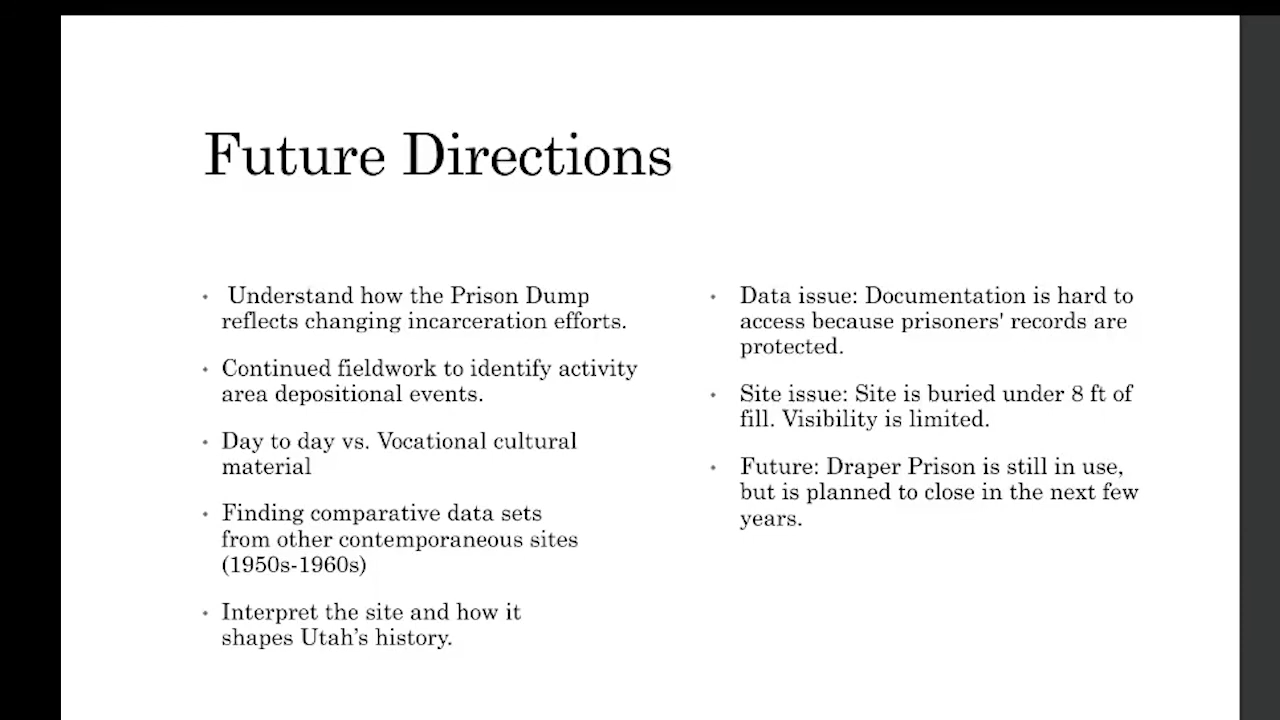 Future Directions
• Understand how the Prison Dump
reflects changing incarceration efforts.
• Continued fieldwork to identify activity
area depositional events.
• Day to day vs. Vocational cultural
material
• Finding comparative data sets
from other contemporaneous sites
(1950s-1960s)
• Interpret the site and how it
shapes Utah’s history.
• Data issue: Documentation is hard to
access because prisoners' records are
protected.
• Site issue: Site is buried under 8 ft of
fill. Visibility is limited.
• Future: Draper Prison is still in use,
but is planned to close in the next few
years.